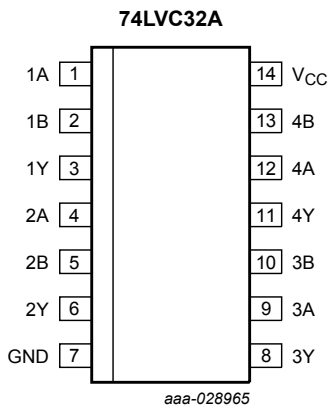 74LVC32A
1A 1 14 VCC
1B 2 13 4B
1Y 3 12 4A
2A 4 11 4Y
2B 5 10 3B
2Y 6 9 3A
GND 7 8 3Y
aaa-028965